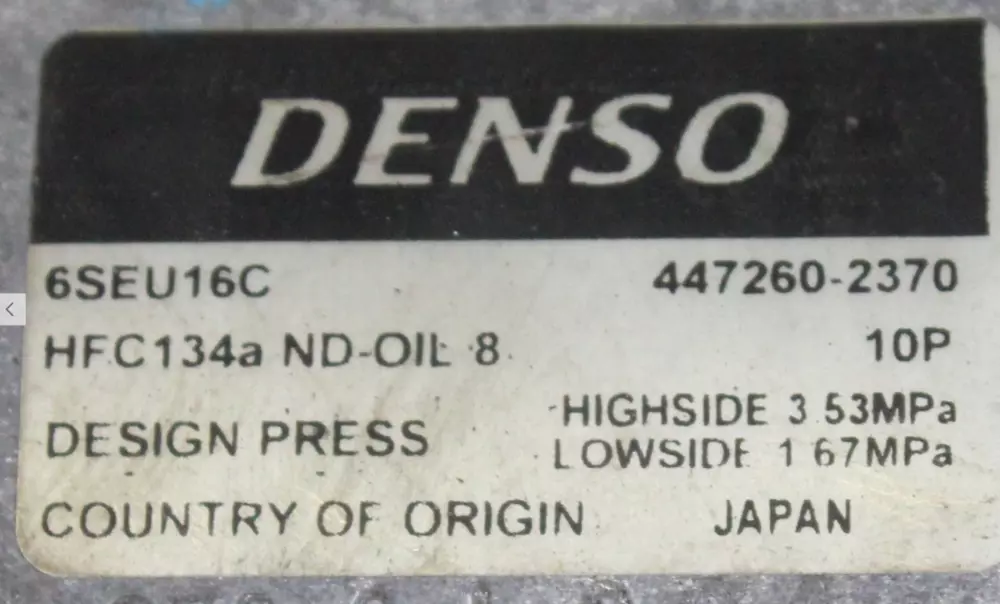 DENSO
6SEU16C 447260-2370
HFC134a ND-OIL 8 10P
DESIGN PRESS HIGHSIDE 3.53MPa
LOWSIDE 1.67MPa
COUNTRY OF ORIGIN JAPAN